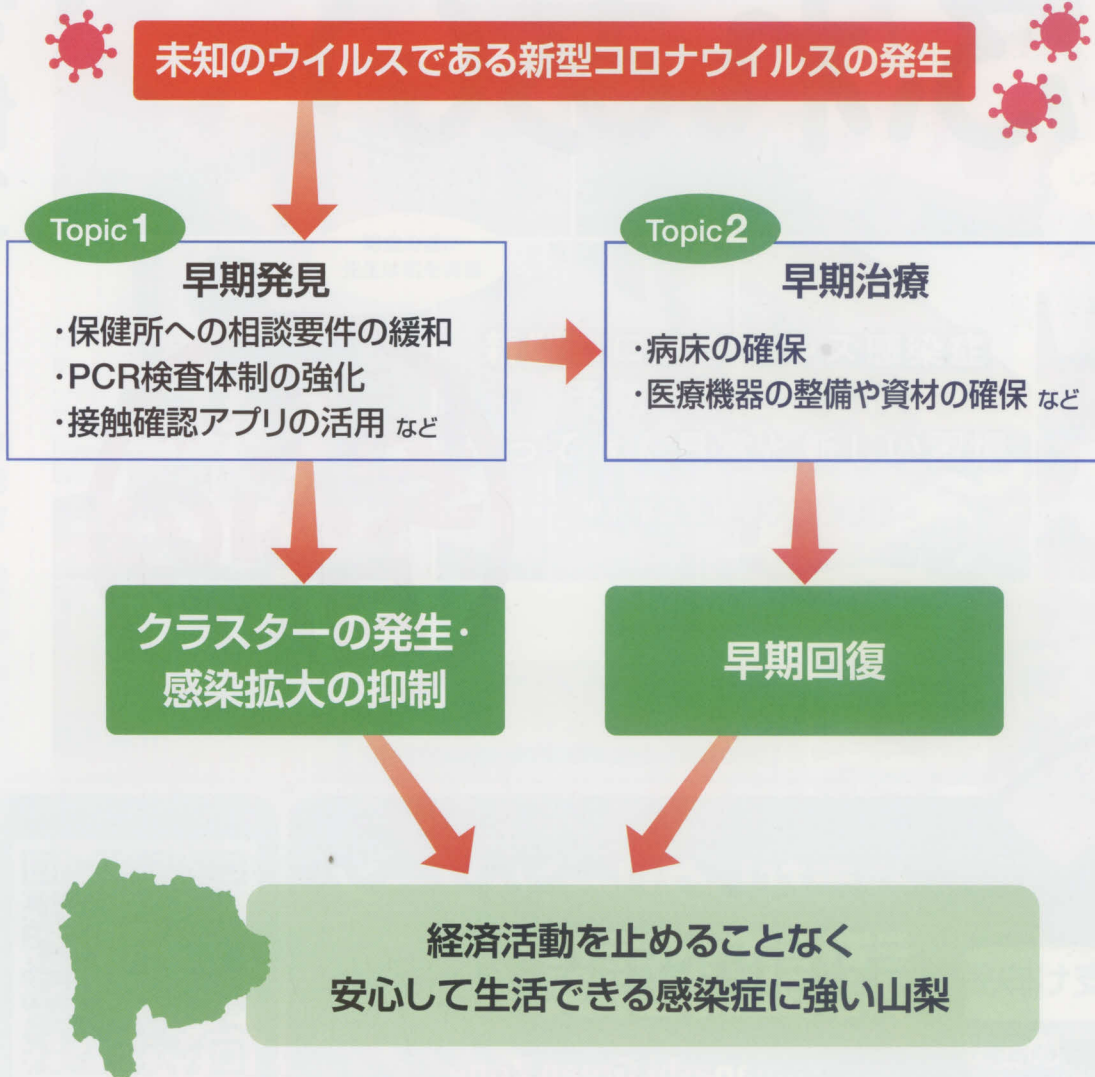 未知のウイルスである新型コロナウイルスの発生
Topic1
早期発見
・保健所への相談要件の緩和
・PCR検査体制の強化
・接触確認アプリの活用 など
Topic2
早期治療
・病床の確保
・医療機器の整備や資材の確保 など
クラスターの発生・
感染拡大の抑制
早期回復
経済活動を止めることなく
安心して生活できる感染症に強い山梨